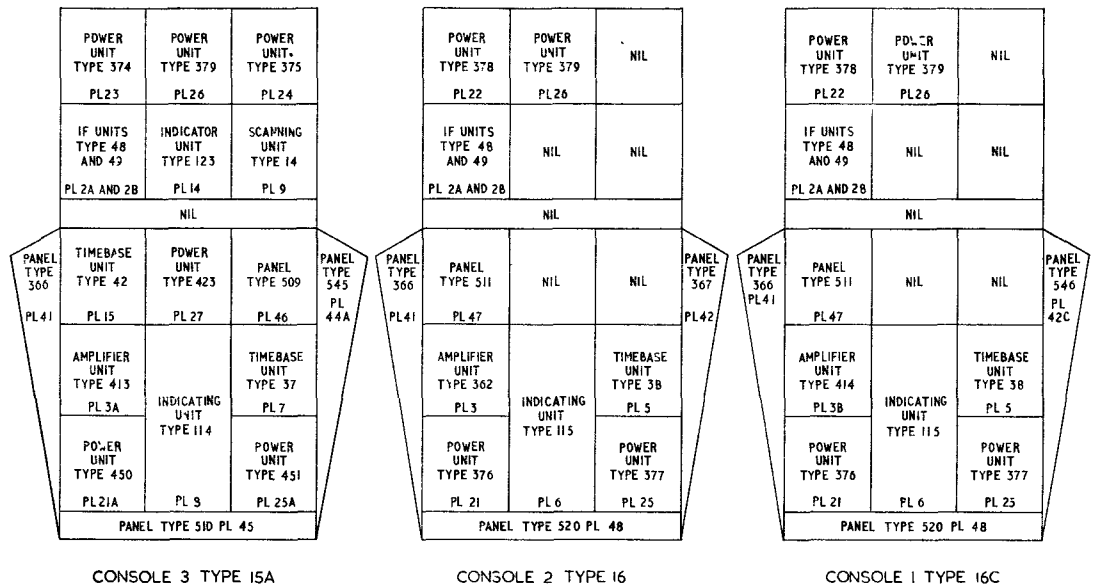 POWER UNIT TYPE 374 PL23
POWER UNIT TYPE 379 PL26
POWER UNIT. TYPE 375 PL24
IF UNITS TYPE 48 AND 49 PL 2A AND 2B
INDICATOR UNIT TYPE 123 PL14
SCANNING UNIT TYPE 14 PL 9
NIL
PANEL TYPE 366 PL41
TIMEBASE UNIT TYPE 42 PL15
POWER UNIT TYPE 423 PL 27
PANEL TYPE 509 PL 46
PANEL TYPE 545 PL 44A
AMPLIFIER UNIT TYPE 413 PL 3A
INDICATING UNIT TYPE 114 PL 8
TIMEBASE UNIT TYPE 37 PL 7
POWER UNIT TYPE 450 PL21A
POWER UNIT TYPE 451 PL 25A
PANEL TYPE 510 PL 45
CONSOLE 3 TYPE 15A
POWER UNIT TYPE 378 PL22
POWER UNIT TYPE 379 PL26
NIL
IF UNITS TYPE 48 AND 49 PL 2A AND 2B
NIL
NIL
NIL
PANEL TYPE 366 PL41
PANEL TYPE 511 PL 47
NIL
NIL
PANEL TYPE 367 PL42
AMPLIFIER UNIT TYPE 362 PL3
INDICATING UNIT TYPE 115 PL 6
TIMEBASE UNIT TYPE 38 PL 5
POWER UNIT TYPE 376 PL 21
POWER UNIT TYPE 377 PL 25
PANEL TYPE 520 PL 48
CONSOLE 2 TYPE 16
POWER UNIT TYPE 378 PL22
POWER UNIT TYPE 379 PL26
NIL
IF UNITS TYPE 48 AND 49 PL 2A AND 2B
NIL
NIL
NIL
PANEL TYPE 366 PL41
PANEL TYPE 511 PL 47
NIL
NIL
PANEL TYPE 546 PL 42C
AMPLIFIER UNIT TYPE 414 PL3B
INDICATING UNIT TYPE 115 PL 6
TIMEBASE UNIT TYPE 38 PL 5
POWER UNIT TYPE 376 PL 21
POWER UNIT TYPE 377 PL 25
PANEL TYPE 520 PL 48
CONSOLE 1 TYPE 16C